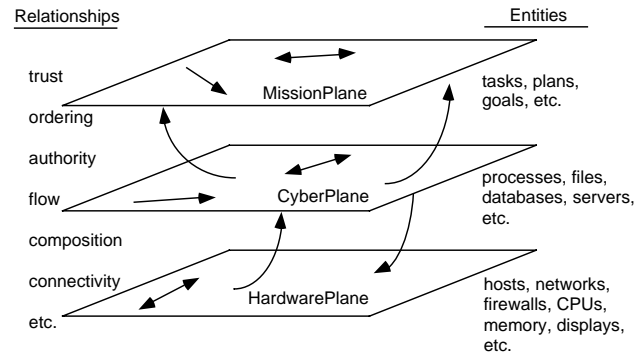 Relationships
Entities
trust
ordering
authority
flow
composition
connectivity
etc.
MissionPlane
CyberPlane
HardwarePlane
tasks, plans,
goals, etc.
processes, files,
databases, servers,
etc.
hosts, networks,
firewalls, CPUs,
memory, displays,
etc.